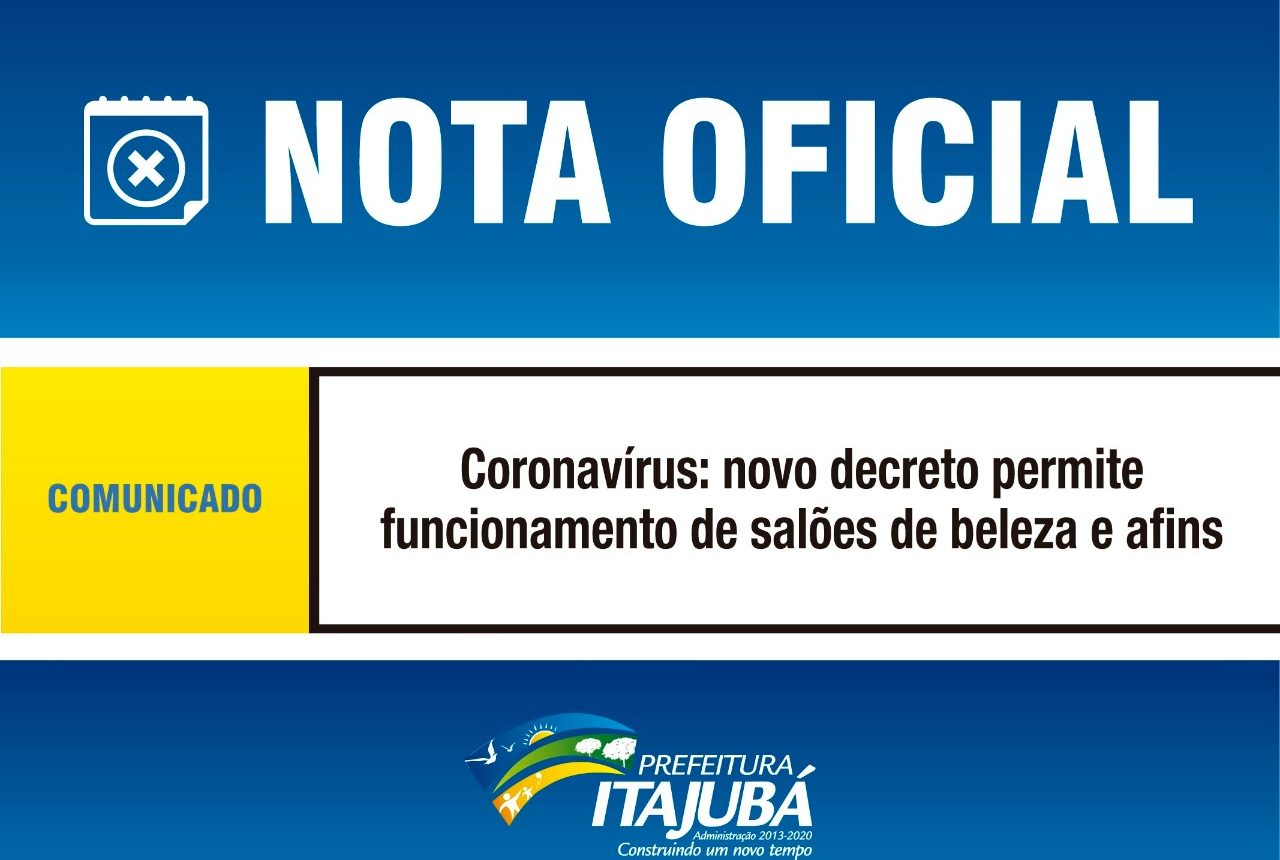 NOTA OFICIAL
COMUNICADO
Coronavírus: novo decreto permite
funcionamento de salões de beleza e afins
PREFEITURA
ITAJUBÁ
Administração 2013-2020
Construindo um novo tempo